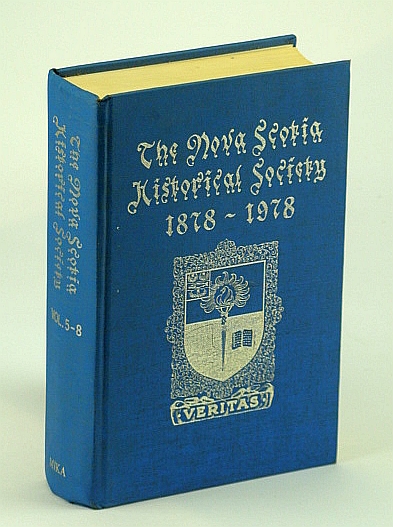 The Nova Scotia
Historical Society
1878 ~ 1978
VERITAS
The Nova Scotia
Historical Society
VOL. 5-8
MIKA